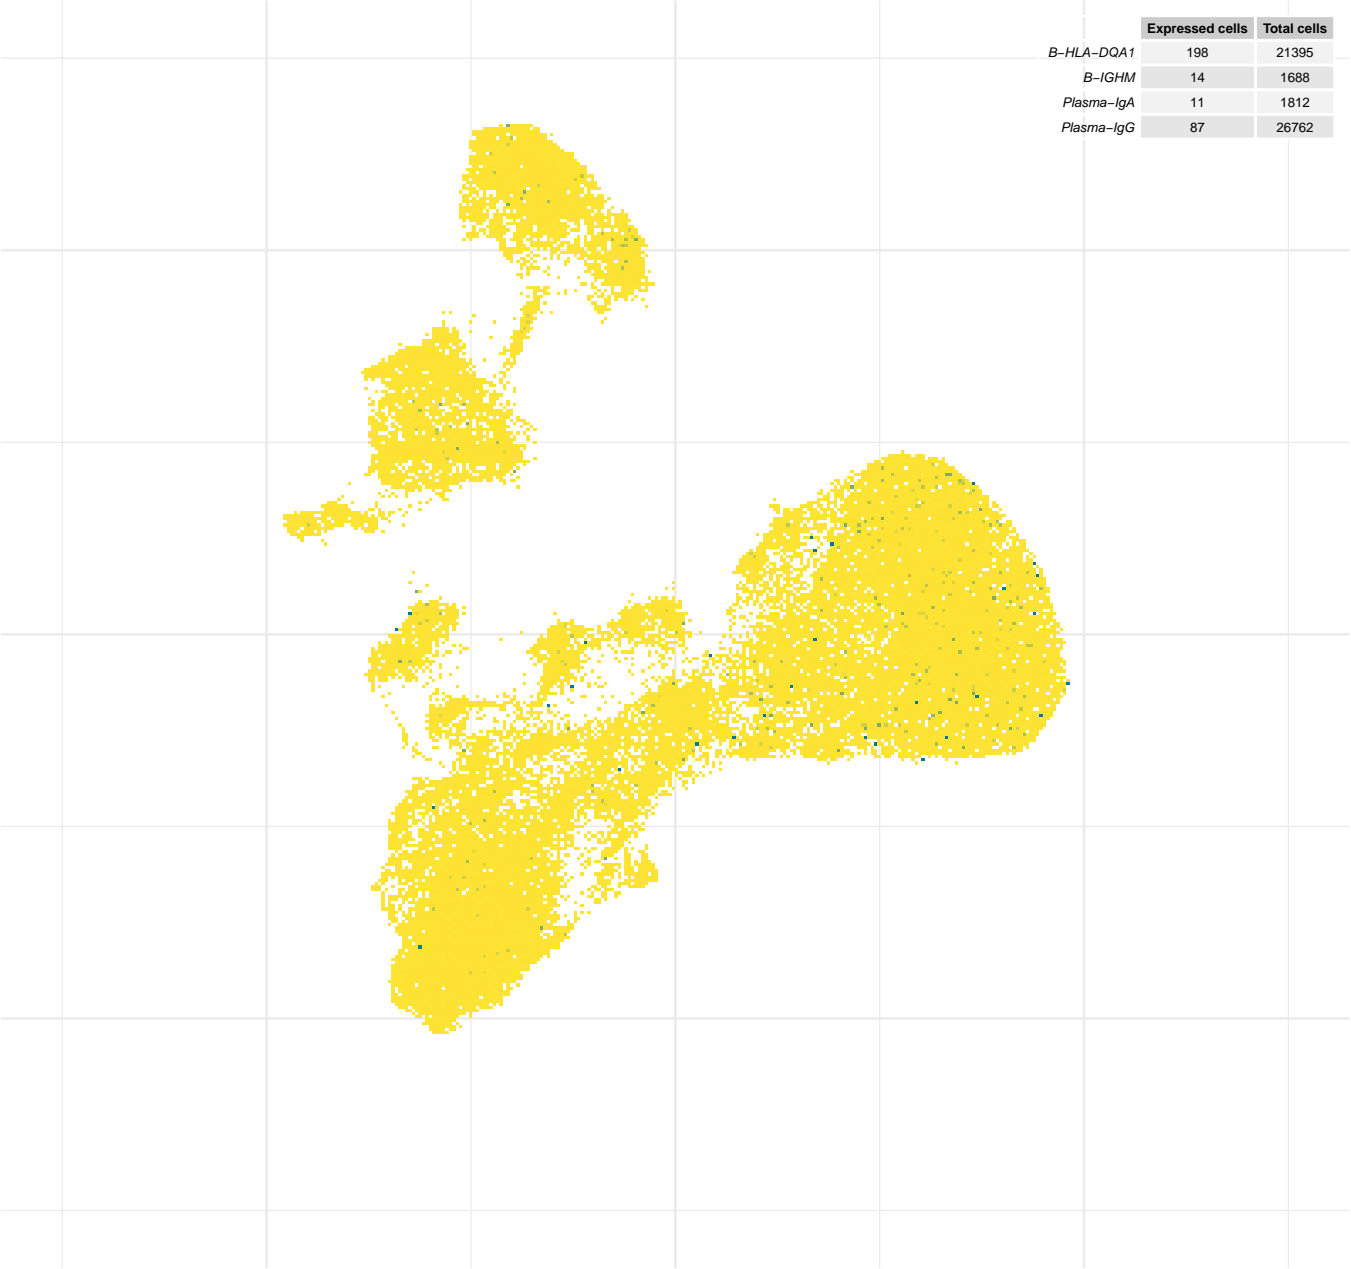 Expressed cells Total cells
B−HLA−DQA1 198 21395
B−IGHM 14 1688
Plasma−IgA 11 1812
Plasma−IgG 87 26762